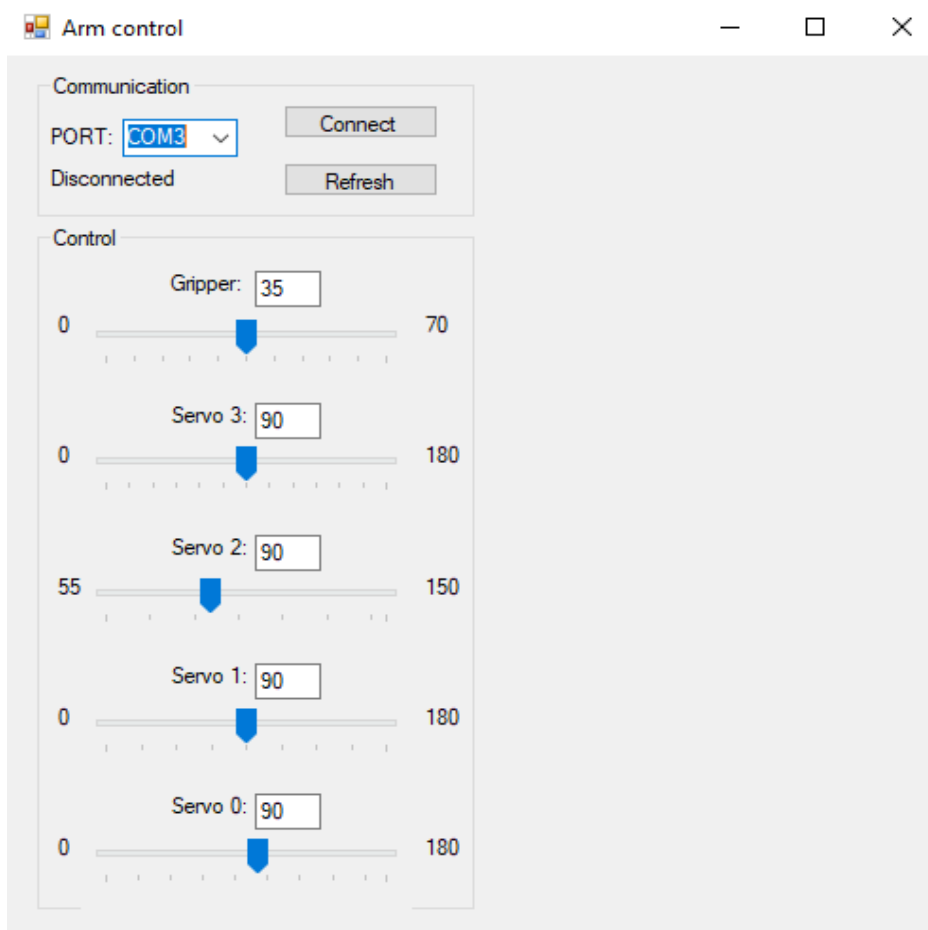 Arm control
Communication
PORT: COM3
Connect
Disconnected
Refresh
Control
Gripper: 35
0 70
Servo 3: 90
0 180
Servo 2: 90
55 150
Servo 1: 90
0 180
Servo 0: 90
0 180